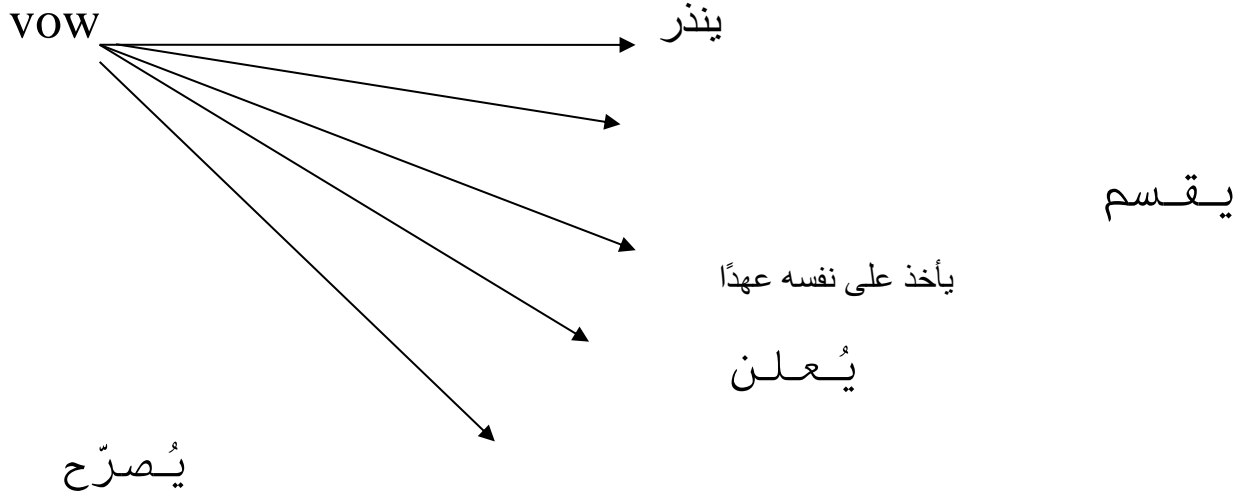 vow ينذر
يـقـسم
يأخذ على نفسه عهدًا
يُـعـلـن
يُـصرّح